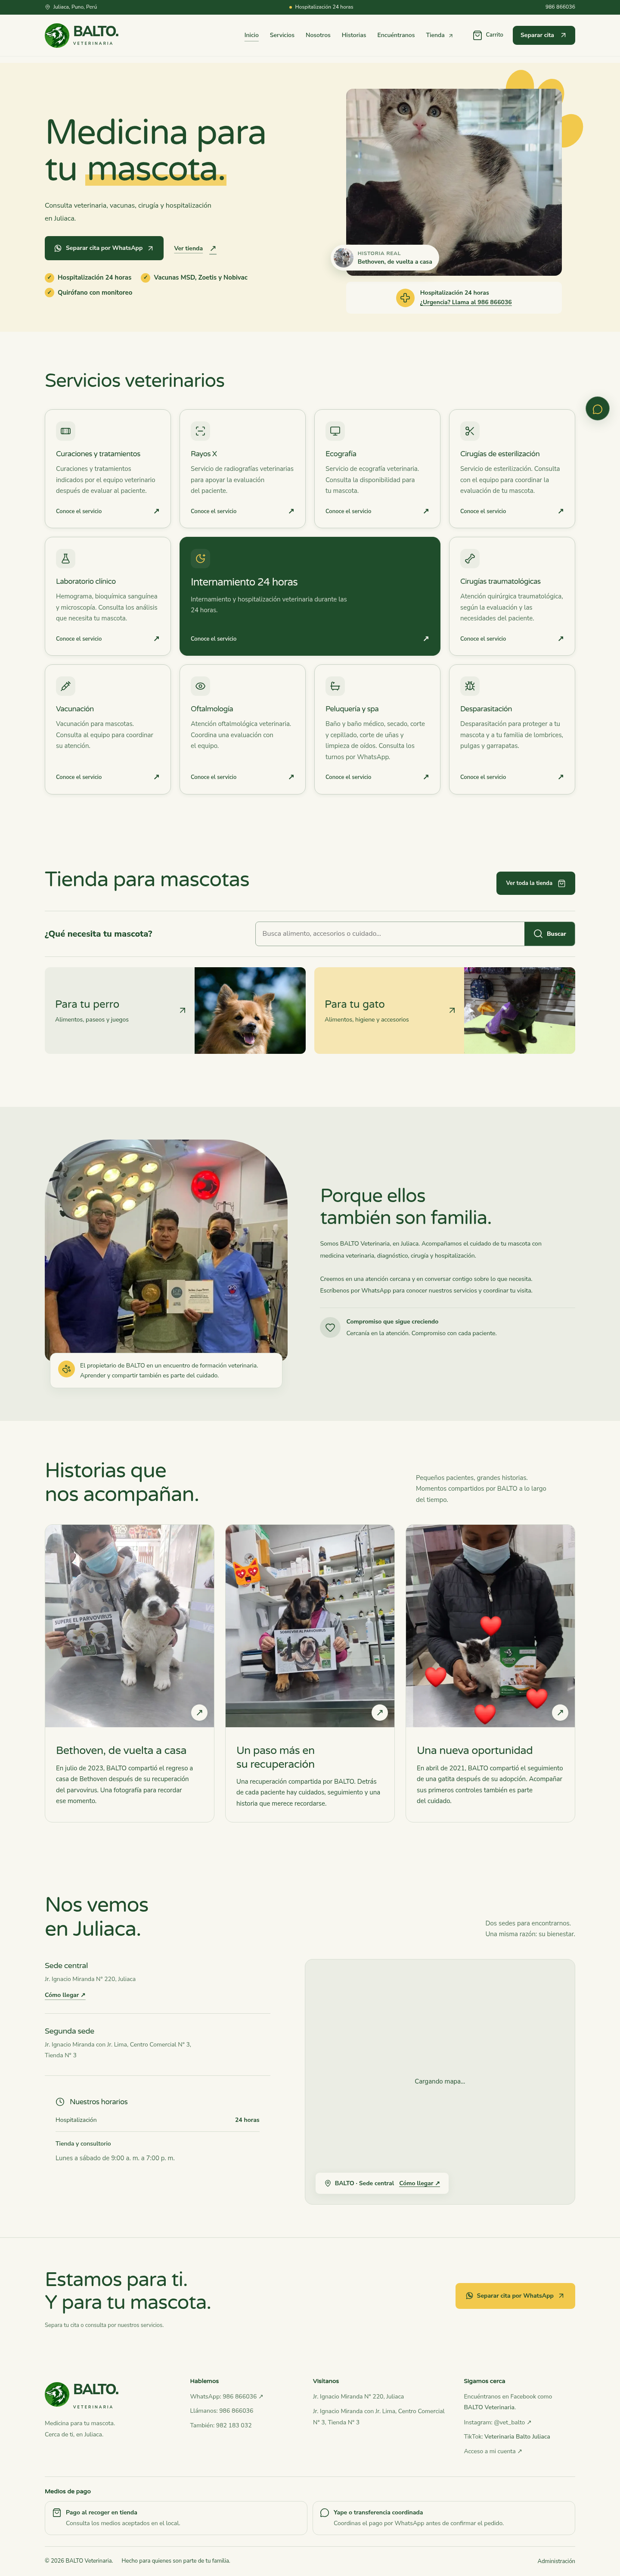 Juliaca, Puno, Perú
Hospitalización 24 horas
986 866036
BALTO.
VETERINARIA
Inicio
Servicios
Nosotros
Historias
Encuéntranos
Tienda ↗
Carrito
Separar cita ↗
Medicina para
tu mascota.
Consulta veterinaria, vacunas, cirugía y hospitalización
en Juliaca.
Separar cita por WhatsApp ↗
Ver tienda ↗
Hospitalización 24 horas
Vacunas MSD, Zoetis y Nobivac
Quirófano con monitoreo
HISTORIA REAL
Bethoven, de vuelta a casa
Hospitalización 24 horas
¿Urgencia? Llama al 986 866036
Servicios veterinarios
Curaciones y tratamientos
Curaciones y tratamientos
indicados por el equipo veterinario
después de evaluar al paciente.
Conoce el servicio ↗
Rayos X
Servicio de radiografías veterinarias
para apoyar la evaluación
del paciente.
Conoce el servicio ↗
Ecografía
Servicio de ecografía veterinaria.
Consulta la disponibilidad para
tu mascota.
Conoce el servicio ↗
Cirugías de esterilización
Servicio de esterilización. Consulta
con el equipo para coordinar la
evaluación de tu mascota.
Conoce el servicio ↗
Laboratorio clínico
Hemograma, bioquímica sanguínea
y microscopía. Consulta los análisis
que necesita tu mascota.
Conoce el servicio ↗
Internamiento 24 horas
Internamiento y hospitalización veterinaria durante las
24 horas.
Conoce el servicio ↗
Cirugías traumatológicas
Atención quirúrgica traumatológica,
según la evaluación y las
necesidades del paciente.
Conoce el servicio ↗
Vacunación
Vacunación para mascotas.
Consulta al equipo para coordinar
su atención.
Conoce el servicio ↗
Oftalmología
Atención oftalmológica veterinaria.
Coordina una evaluación con
el equipo.
Conoce el servicio ↗
Peluquería y spa
Baño y baño médico, secado, corte
y cepillado, corte de uñas y
limpieza de oídos. Consulta los
turnos por WhatsApp.
Conoce el servicio ↗
Desparasitación
Desparasitación para proteger a tu
mascota y a tu familia de lombrices,
pulgas y garrapatas.
Conoce el servicio ↗
Tienda para mascotas
Ver toda la tienda
¿Qué necesita tu mascota?
Busca alimento, accesorios o cuidado...
Buscar
Para tu perro
Alimentos, paseos y juegos
Para tu gato
Alimentos, higiene y accesorios
Porque ellos
también son familia.
Somos BALTO Veterinaria, en Juliaca. Acompañamos el cuidado de tu mascota con
medicina veterinaria, diagnóstico, cirugía y hospitalización.
Creemos en una atención cercana y en conversar contigo sobre lo que necesita.
Escríbenos por WhatsApp para conocer nuestros servicios y coordinar tu visita.
Compromiso que sigue creciendo
Cercanía en la atención. Compromiso con cada paciente.
El propietario de BALTO en un encuentro de formación veterinaria.
Aprender y compartir también es parte del cuidado.
Historias que
nos acompañan.
Pequeños pacientes, grandes historias.
Momentos compartidos por BALTO a lo largo
del tiempo.
SUPERE EL PARVOVIRUS
Bethoven, de vuelta a casa
En julio de 2023, BALTO compartió el regreso a
casa de Bethoven después de su recuperación
del parvovirus. Una fotografía para recordar
ese momento.
Un paso más en
su recuperación
Una recuperación compartida por BALTO. Detrás
de cada paciente hay cuidados, seguimiento y una
historia que merece recordarse.
Una nueva oportunidad
En abril de 2021, BALTO compartió el seguimiento
de una gatita después de su adopción. Acompañar
sus primeros controles también es parte
del cuidado.
Nos vemos
en Juliaca.
Dos sedes para encontrarnos.
Una misma razón: su bienestar.
Sede central
Jr. Ignacio Miranda N° 220, Juliaca
Cómo llegar ↗
Segunda sede
Jr. Ignacio Miranda con Jr. Lima, Centro Comercial N° 3,
Tienda N° 3
Nuestros horarios
Hospitalización 24 horas
Tienda y consultorio
Lunes a sábado de 9:00 a. m. a 7:00 p. m.
Cargando mapa...
BALTO · Sede central Cómo llegar ↗
Estamos para ti.
Y para tu mascota.
Separa tu cita o consulta por nuestros servicios.
Separar cita por WhatsApp ↗
BALTO.
VETERINARIA
Medicina para tu mascota.
Cerca de ti, en Juliaca.
Hablemos
WhatsApp: 986 866036 ↗
Llámanos: 986 866036
También: 982 183 032
Visítanos
Jr. Ignacio Miranda N° 220, Juliaca
Jr. Ignacio Miranda con Jr. Lima, Centro Comercial
N° 3, Tienda N° 3
Sigamos cerca
Encuéntranos en Facebook como
BALTO Veterinaria.
Instagram: @vet_balto ↗
TikTok: Veterinaria Balto Juliaca
Acceso a mi cuenta ↗
Medios de pago
Pago al recoger en tienda
Consulta los medios aceptados en el local.
Yape o transferencia coordinada
Coordinas el pago por WhatsApp antes de confirmar el pedido.
© 2026 BALTO Veterinaria.
Hecho para quienes son parte de tu familia.
Administración